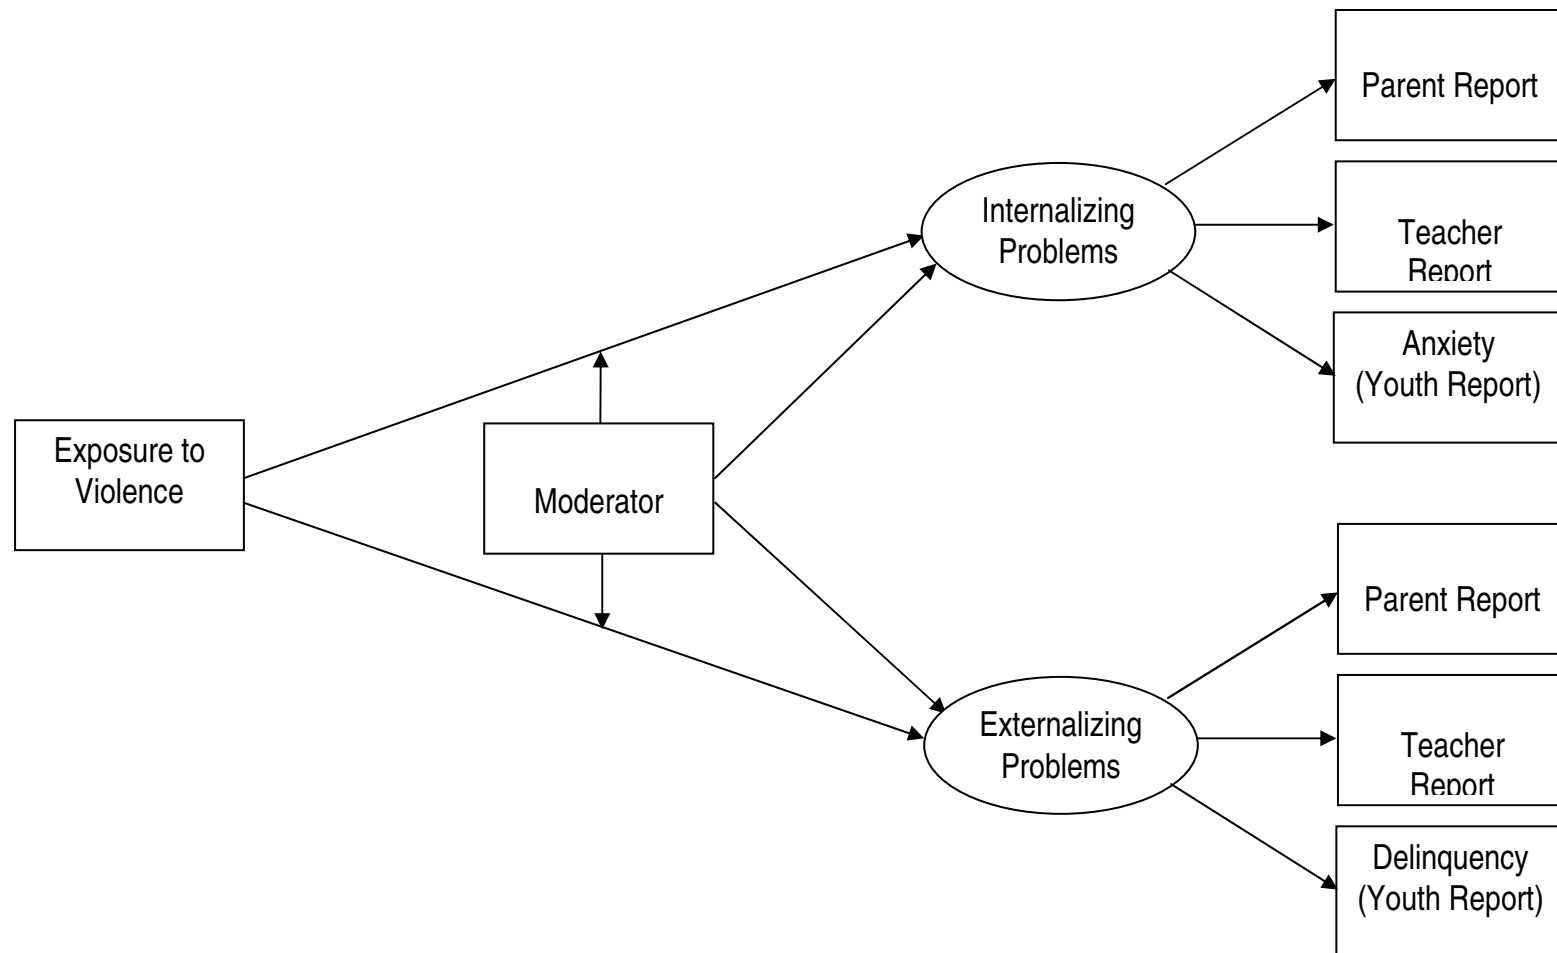 Parent Report
Internalizing
Problems
Teacher
Report
Anxiety
(Youth Report)
Exposure to
Violence
Moderator
Parent Report
Externalizing
Problems
Teacher
Report
Delinquency
(Youth Report)